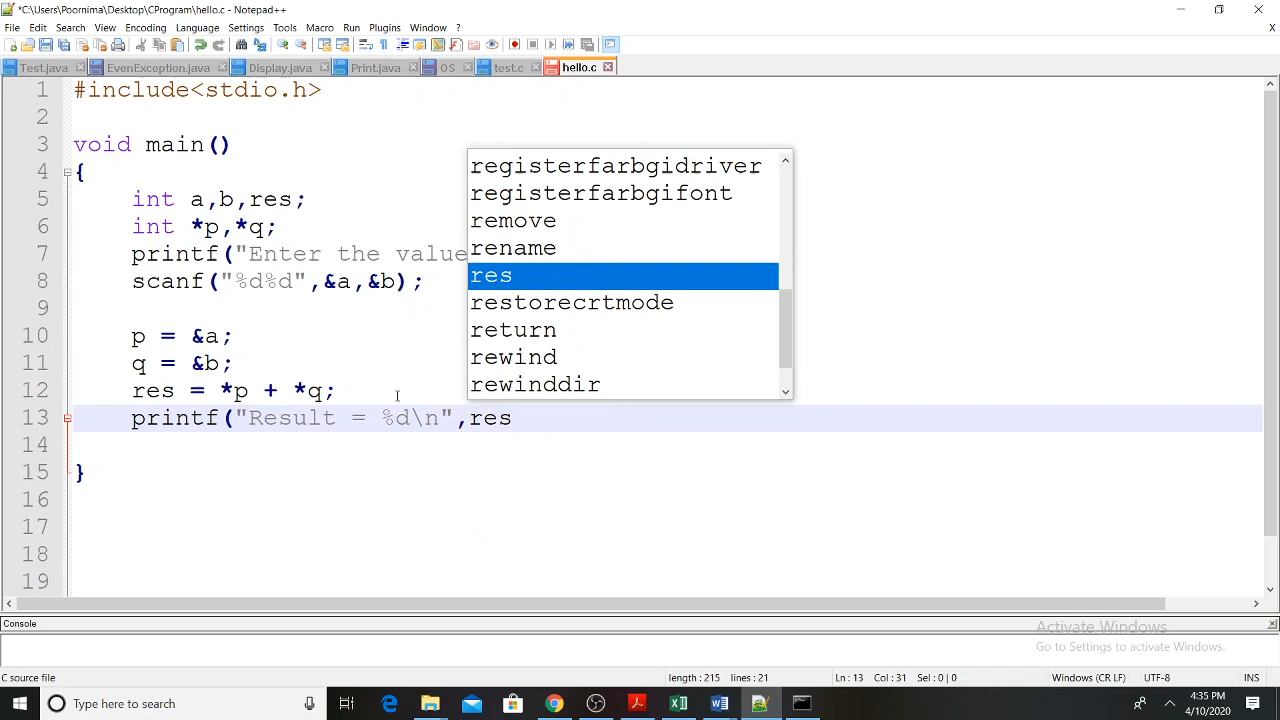 *C:\Users\Poornima\Desktop\CProgram\hello.c - Notepad++
File Edit Search View Encoding Language Settings Tools Macro Run Plugins Window ?
X
Test.java EvenException.java Display.java Print.java OS test.c hello.c
1 #include<stdio.h>
2
3 void main()
4 {
5 int a,b,res;
6 int *p,*q;
7 printf("Enter the value
8 scanf("%d%d",&a,&b);
9
10 p = &a;
11 q = &b;
12 res = *p + *q;
13 printf("Result = %d\n",res
14
15 }
16
17
18
19
registerfarbgidriver
registerfarbgifont
remove
rename
res
restorecrtmode
return
rewind
rewinddir
Console
Activate Windows
Go to Settings to activate Windows.
C source file length : 215 lines : 21 Ln : 13 Col : 31 Sel : 0 | 0 Windows (CR LF) UTF-8 INS
Type here to search
4:35 PM
4/10/2020